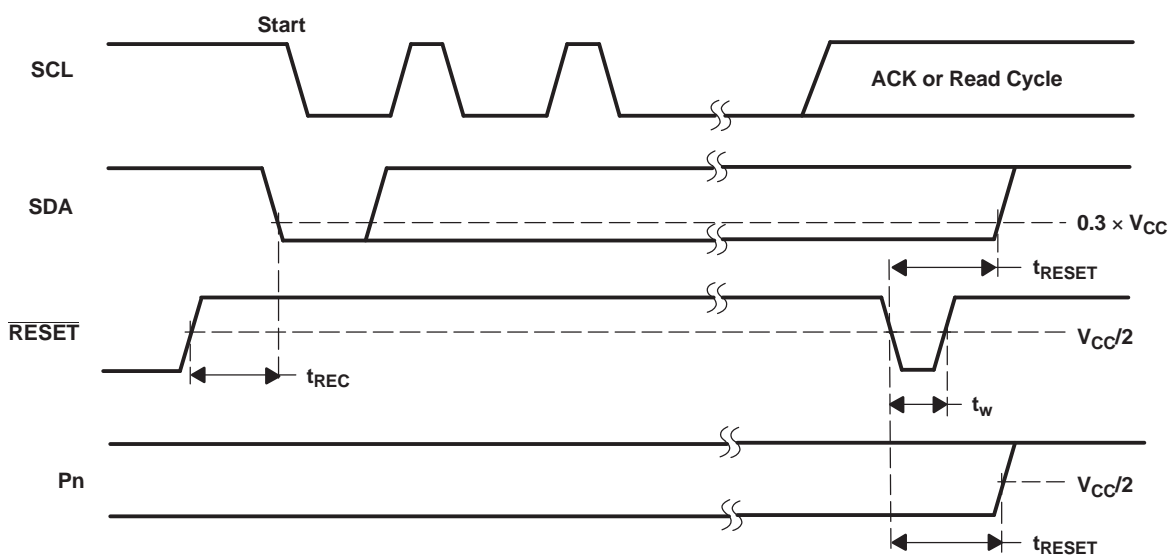 Start
SCL
ACK or Read Cycle
SDA
0.3 × VCC
tRESET
RESET
VCC/2
tREC
tw
Pn
VCC/2
tRESET